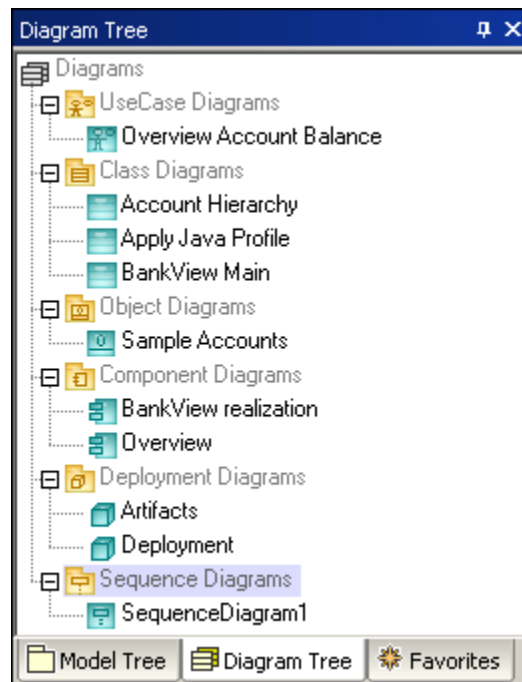 Diagram Tree
Diagrams
UseCase Diagrams
Overview Account Balance
Class Diagrams
Account Hierarchy
Apply Java Profile
BankView Main
Object Diagrams
Sample Accounts
Component Diagrams
BankView realization
Overview
Deployment Diagrams
Artifacts
Deployment
Sequence Diagrams
SequenceDiagram1
Model Tree Diagram Tree Favorites